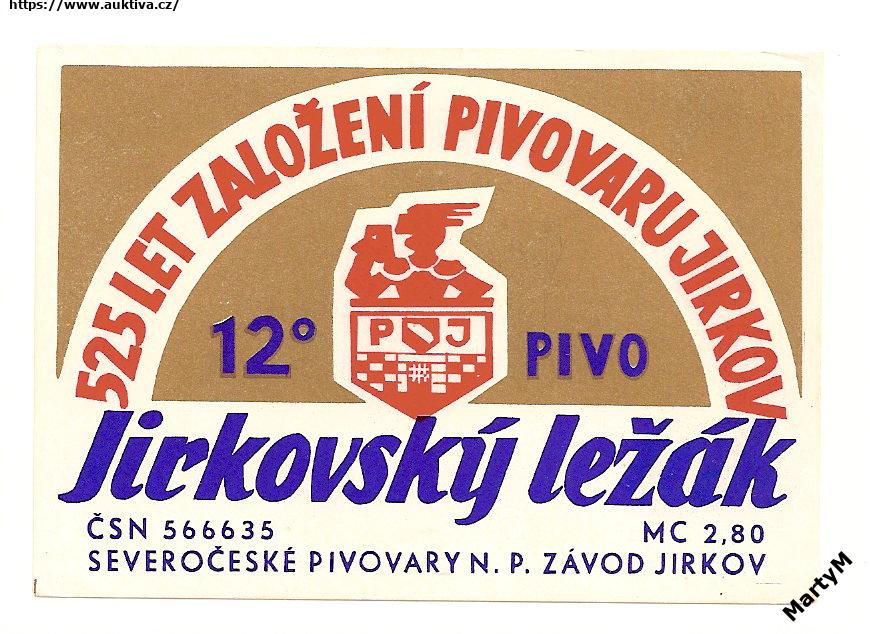 https://www.auktiva.cz/
525 LET ZALOŽENÍ PIVOVARU JIRKOV
12° PIVO
P J
Jirkovský ležák
ČSN 566635 MC 2,80
SEVEROČESKÉ PIVOVARY N. P. ZÁVOD JIRKOV
MartyM